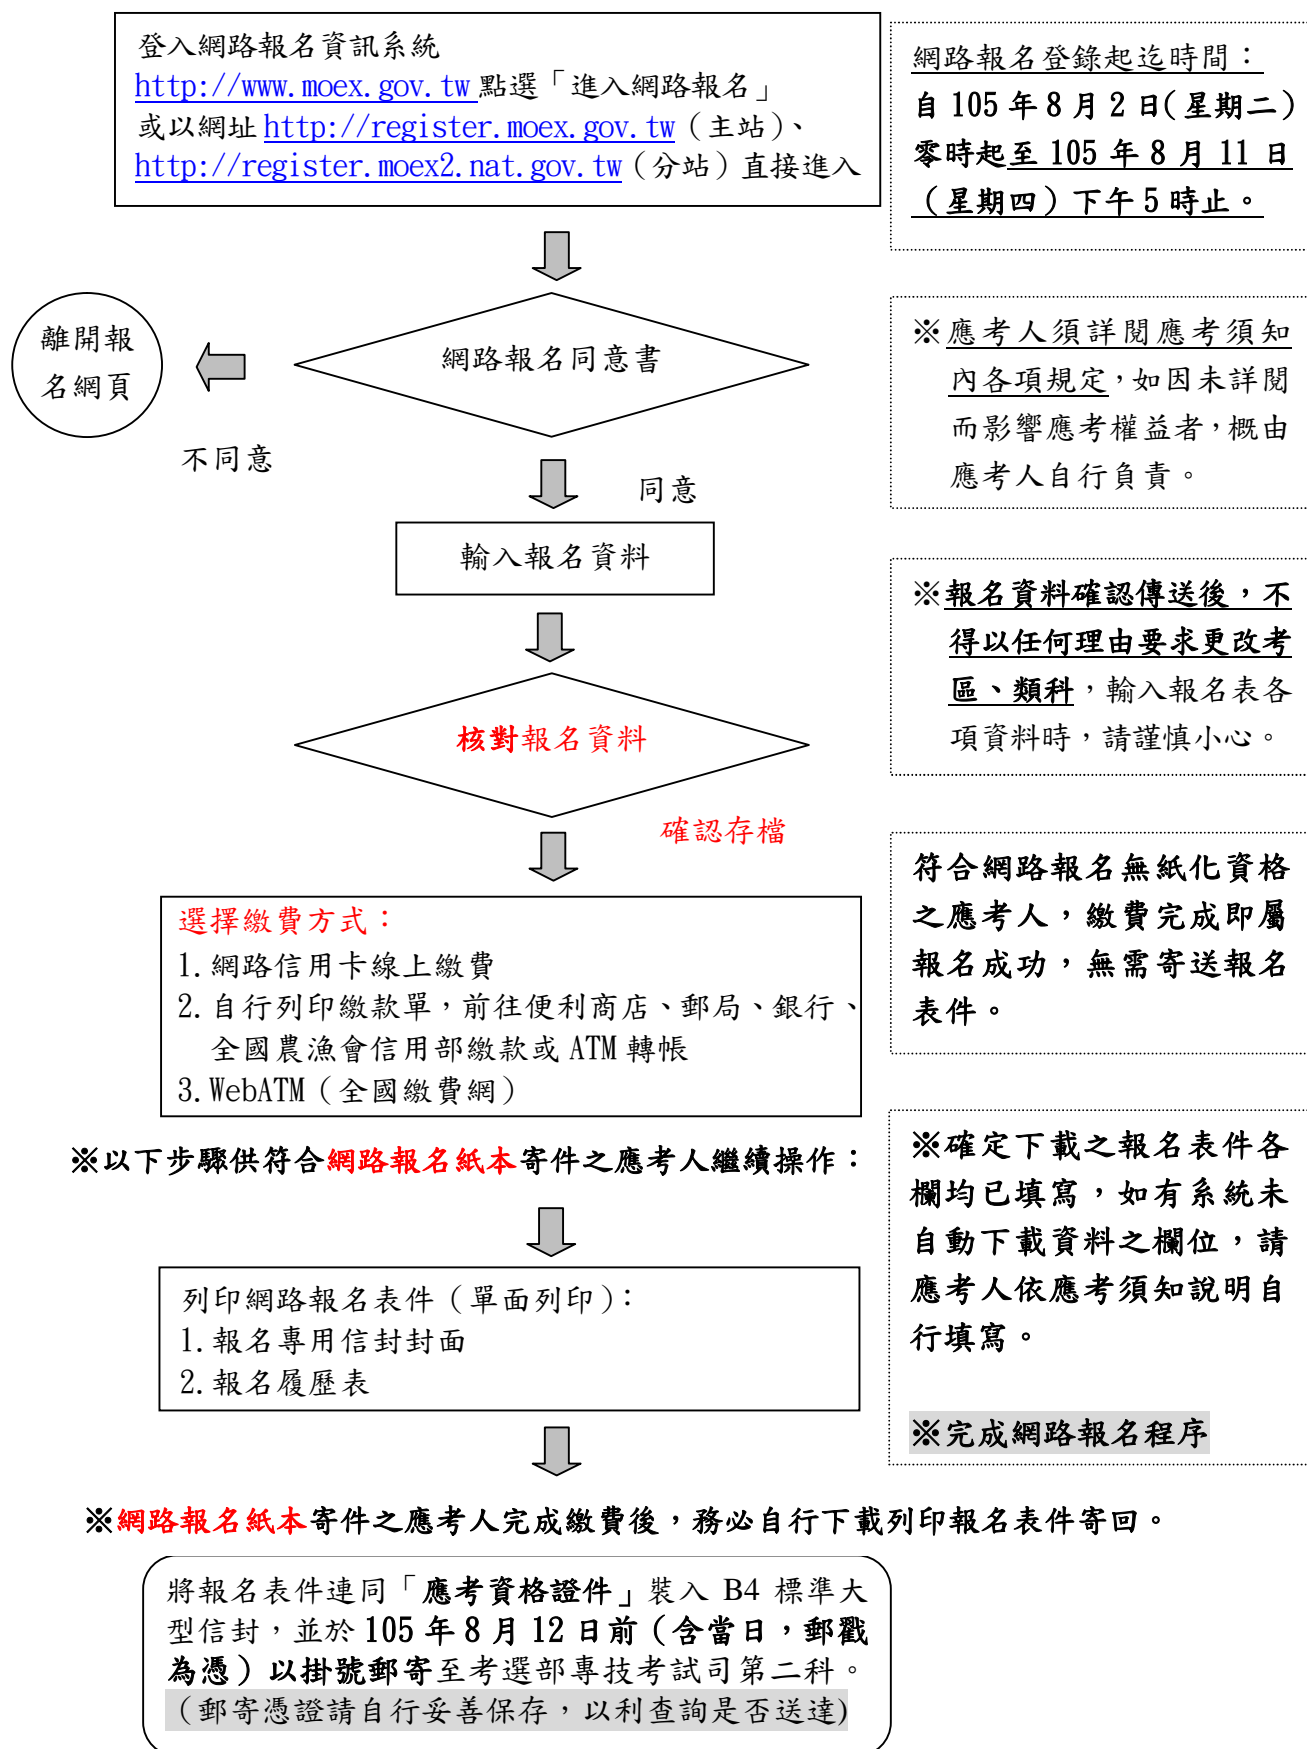 登入網路報名資訊系統
http://www.moex.gov.tw 點選「進入網路報名」
或以網址 http://register.moex.gov.tw（主站）、
http://register.moex2.nat.gov.tw（分站）直接進入
網路報名登錄起迄時間：
自 105 年 8 月 2 日(星期二)
零時起至 105 年 8 月 11 日
（星期四）下午 5 時止。
離開報
名網頁
網路報名同意書
不同意
同意
※應考人須詳閱應考須知
內各項規定，如因未詳閱
而影響應考權益者，概由
應考人自行負責。
輸入報名資料
※報名資料確認傳送後，不
得以任何理由要求更改考
區、類科，輸入報名表各
項資料時，請謹慎小心。
核對報名資料
確認存檔
選擇繳費方式：
1.網路信用卡線上繳費
2.自行列印繳款單，前往便利商店、郵局、銀行、
全國農漁會信用部繳款或 ATM 轉帳
3.WebATM（全國繳費網）
符合網路報名無紙化資格
之應考人，繳費完成即屬
報名成功，無需寄送報名
表件。
※以下步驟供符合網路報名紙本寄件之應考人繼續操作：
列印網路報名表件（單面列印）：
1.報名專用信封封面
2.報名履歷表
※確定下載之報名表件各
欄均已填寫，如有系統未
自動下載資料之欄位，請
應考人依應考須知說明自
行填寫。
※完成網路報名程序
※網路報名紙本寄件之應考人完成繳費後，務必自行下載列印報名表件寄回。
將報名表件連同「應考資格證件」裝入 B4 標準大
型信封，並於 105 年 8 月 12 日前（含當日，郵戳
為憑）以掛號郵寄至考選部專技考試司第二科。
（郵寄憑證請自行妥善保存，以利查詢是否送達)